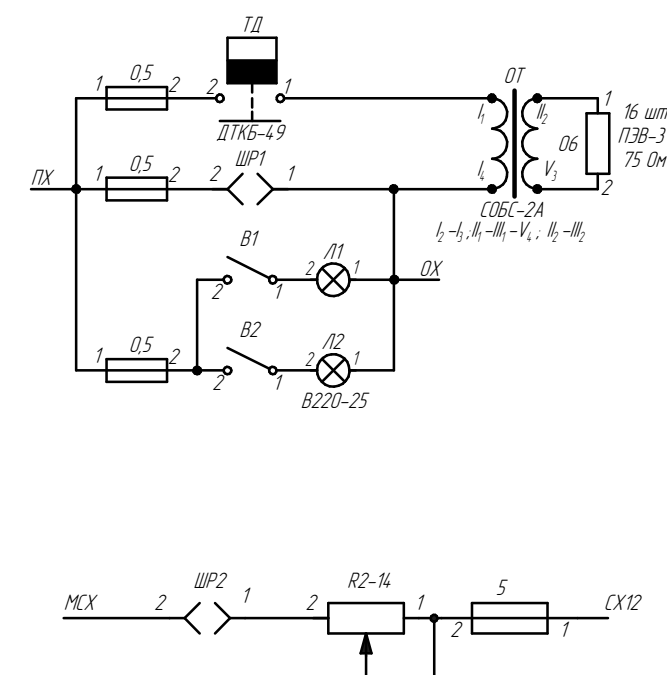 ТД
ОТ
1 0,5 2
2 1
ДТКБ-49
I₁
II₂
1
16 шт
ПЭВ-3
75 Ом
Об
ПХ
1 0,5 2
2 ШР1 1
I₄
V₃
2
СОБС-2А
I₂-I₃; II₁-III₁-V₄; II₂-III₂
В1
Л1
2 1
2 1
ОХ
В2
Л2
1 0,5 2
2 1
2 1
В220-25
МСХ
2 ШР2 1
2 R2-14 1
5
2 1
СХ12